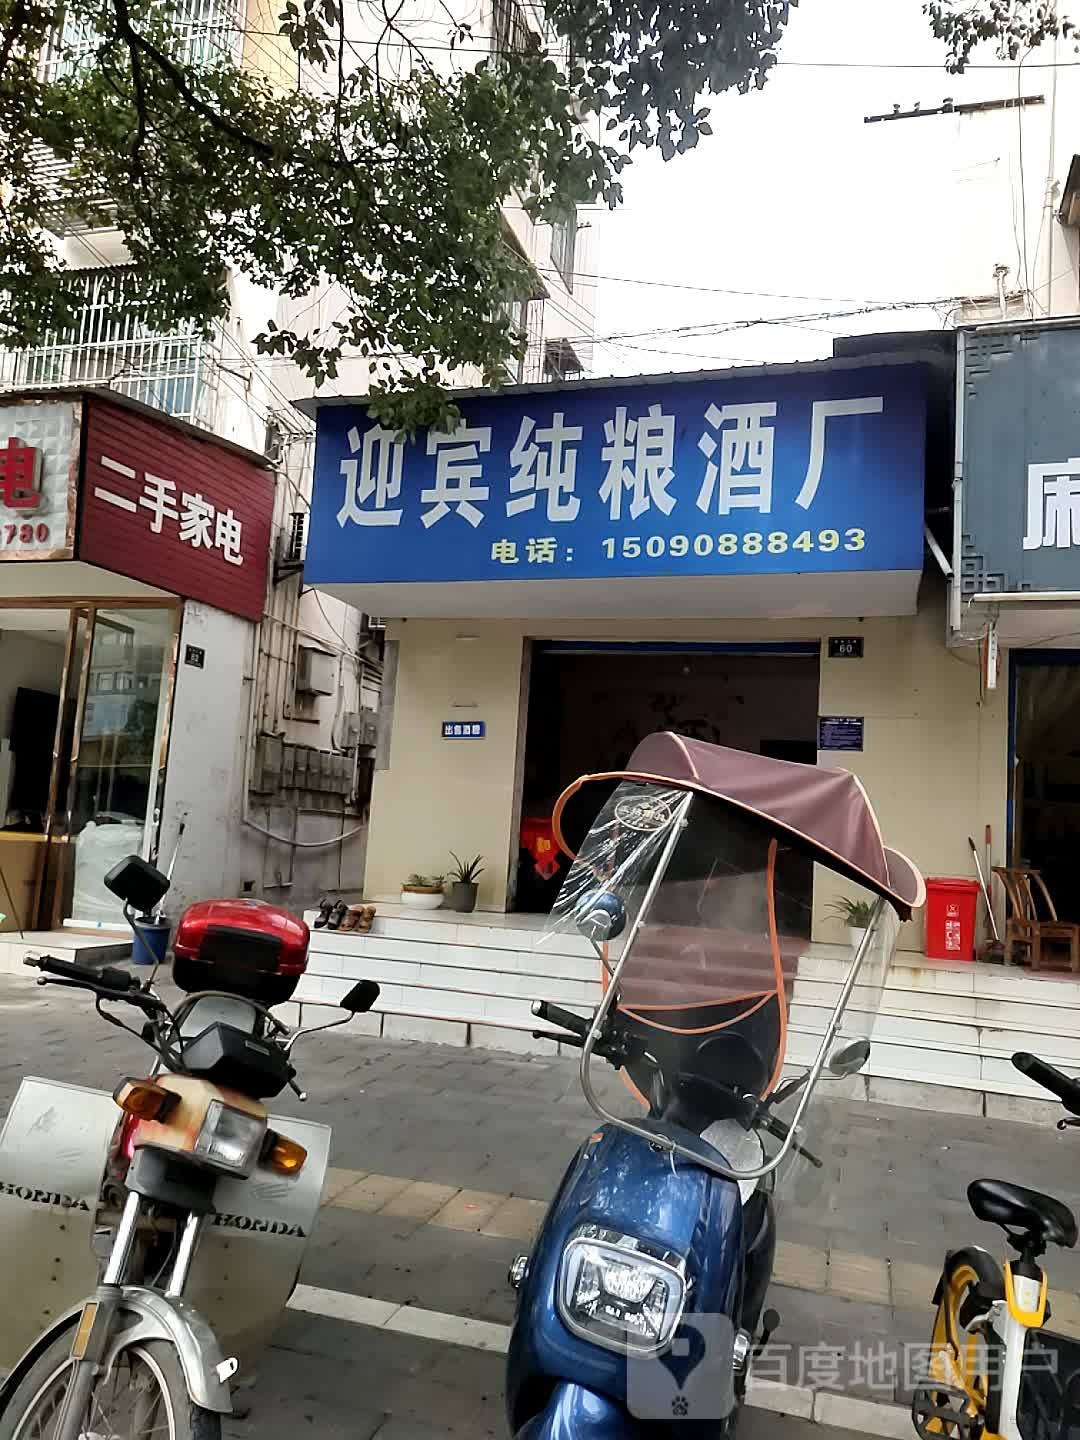 电
780
二手家电
迎宾纯粮酒厂
电话：15090888493
60
出售酒糟
HONDA
HONDA
百度地图用户